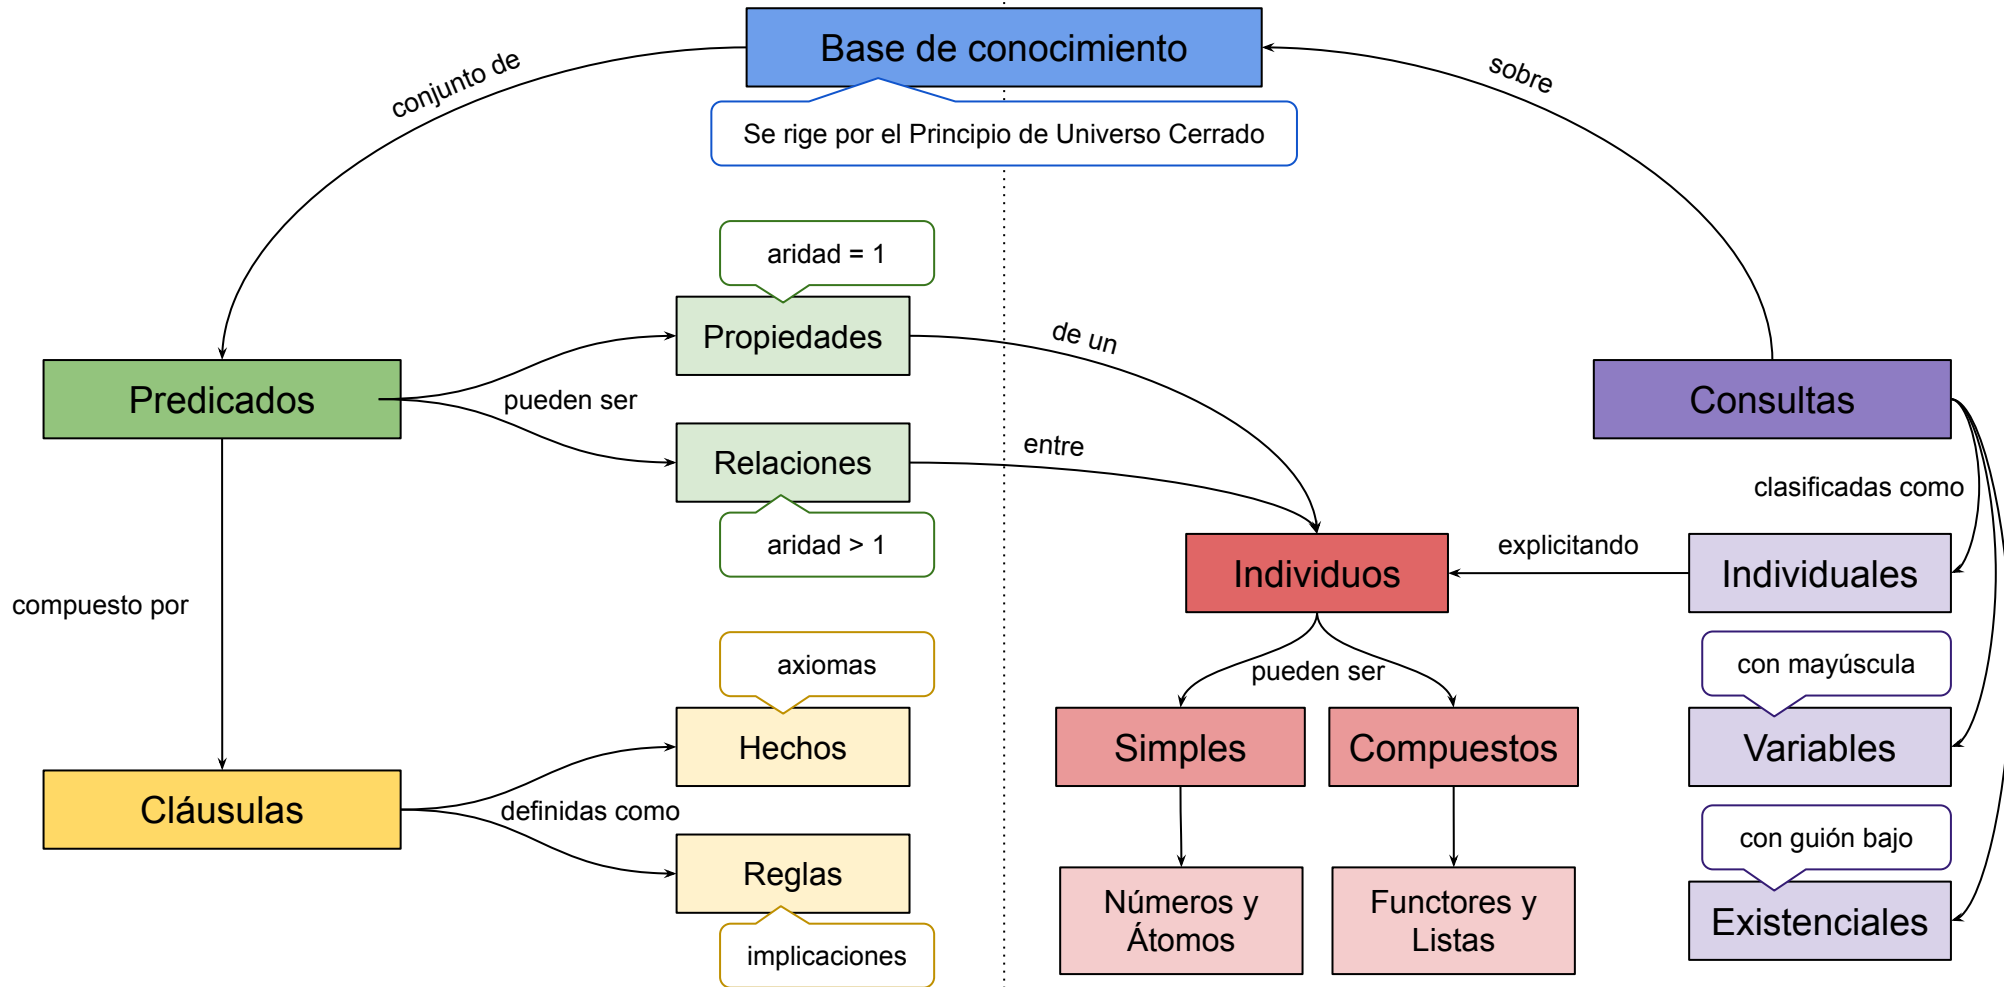 Base de conocimiento
conjunto de
sobre
Se rige por el Principio de Universo Cerrado
aridad = 1
Propiedades
de un
Predicados
pueden ser
Consultas
Relaciones
entre
clasificadas como
aridad > 1
explicitando
Individuos
Individuales
compuesto por
axiomas
pueden ser
con mayúscula
Hechos
Simples
Compuestos
Variables
Cláusulas
definidas como
con guión bajo
Reglas
Números y
Átomos
Functores y
Listas
Existenciales
implicaciones